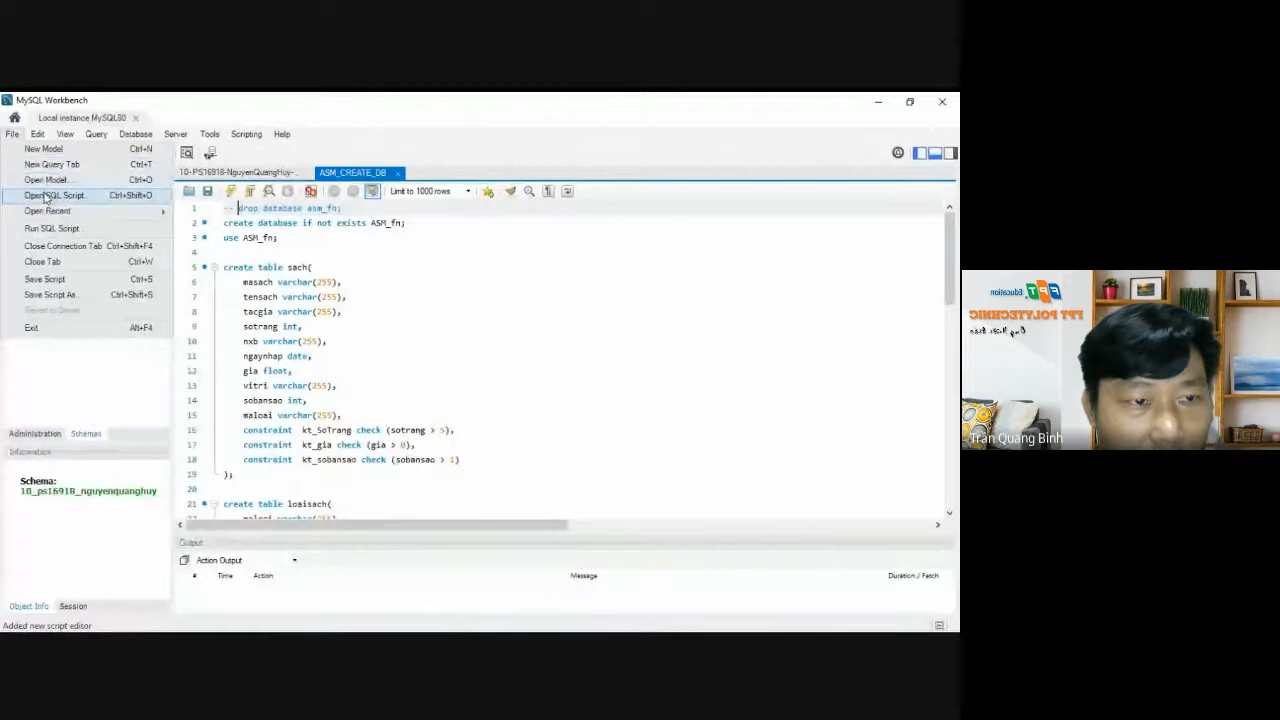 MySQL Workbench
Local instance MySQL80
File Edit View Query Database Server Tools Scripting Help
New Model Ctrl+N
New Query Tab Ctrl+T
Open Model... Ctrl+O
Open SQL Script... Ctrl+Shift+O
Open Recent
Run SQL Script...
Close Connection Tab Ctrl+Shift+F4
Close Tab Ctrl+W
Save Script Ctrl+S
Save Script As... Ctrl+Shift+S
Revert to Saved
Exit Alt+F4
10-PS16918-NguyenQuangHuy-... ASM_CREATE_DB
Limit to 1000 rows
1 -- drop database asm_fn;
2 create database if not exists ASM_fn;
3 use ASM_fn;
4
5 create table sach(
6 masach varchar(255),
7 tensach varchar(255),
8 tacgia varchar(255),
9 sotrang int,
10 nxb varchar(255),
11 ngaynhap date,
12 gia float,
13 vitri varchar(255),
14 sobansao int,
15 maloai varchar(255),
16 constraint kt_SoTrang check (sotrang > 5),
17 constraint kt_gia check (gia > 0),
18 constraint kt_sobansao check (sobansao > 1)
19 );
20
21 create table loaisach(
22 maloai varchar(255)
Administration Schemas
Information
Schema:
10_ps16918_nguyenquanghuy
Output
Action Output
# Time Action Message Duration / Fetch
Object Info Session
Added new script editor
FPT Education
FPT POLYTECHNIC
Tran Quang Binh